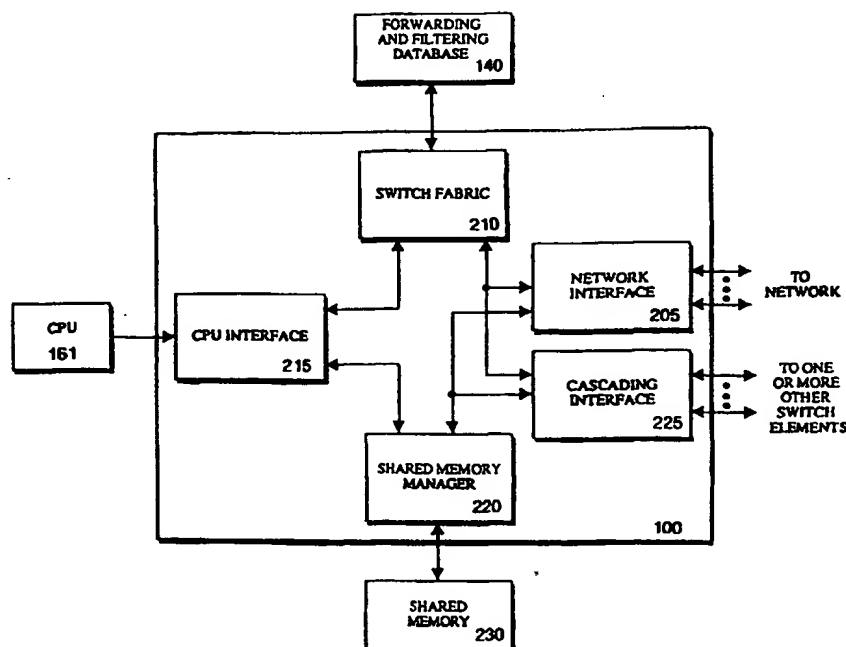 FORWARDING
AND FILTERING
DATABASE
140
SWITCH FABRIC
210
NETWORK
INTERFACE
205
TO
NETWORK
CPU
161
CPU INTERFACE
215
CASCADING
INTERFACE
225
TO ONE
OR MORE
OTHER
SWITCH
ELEMENTS
SHARED MEMORY
MANAGER
220
100
SHARED
MEMORY
230